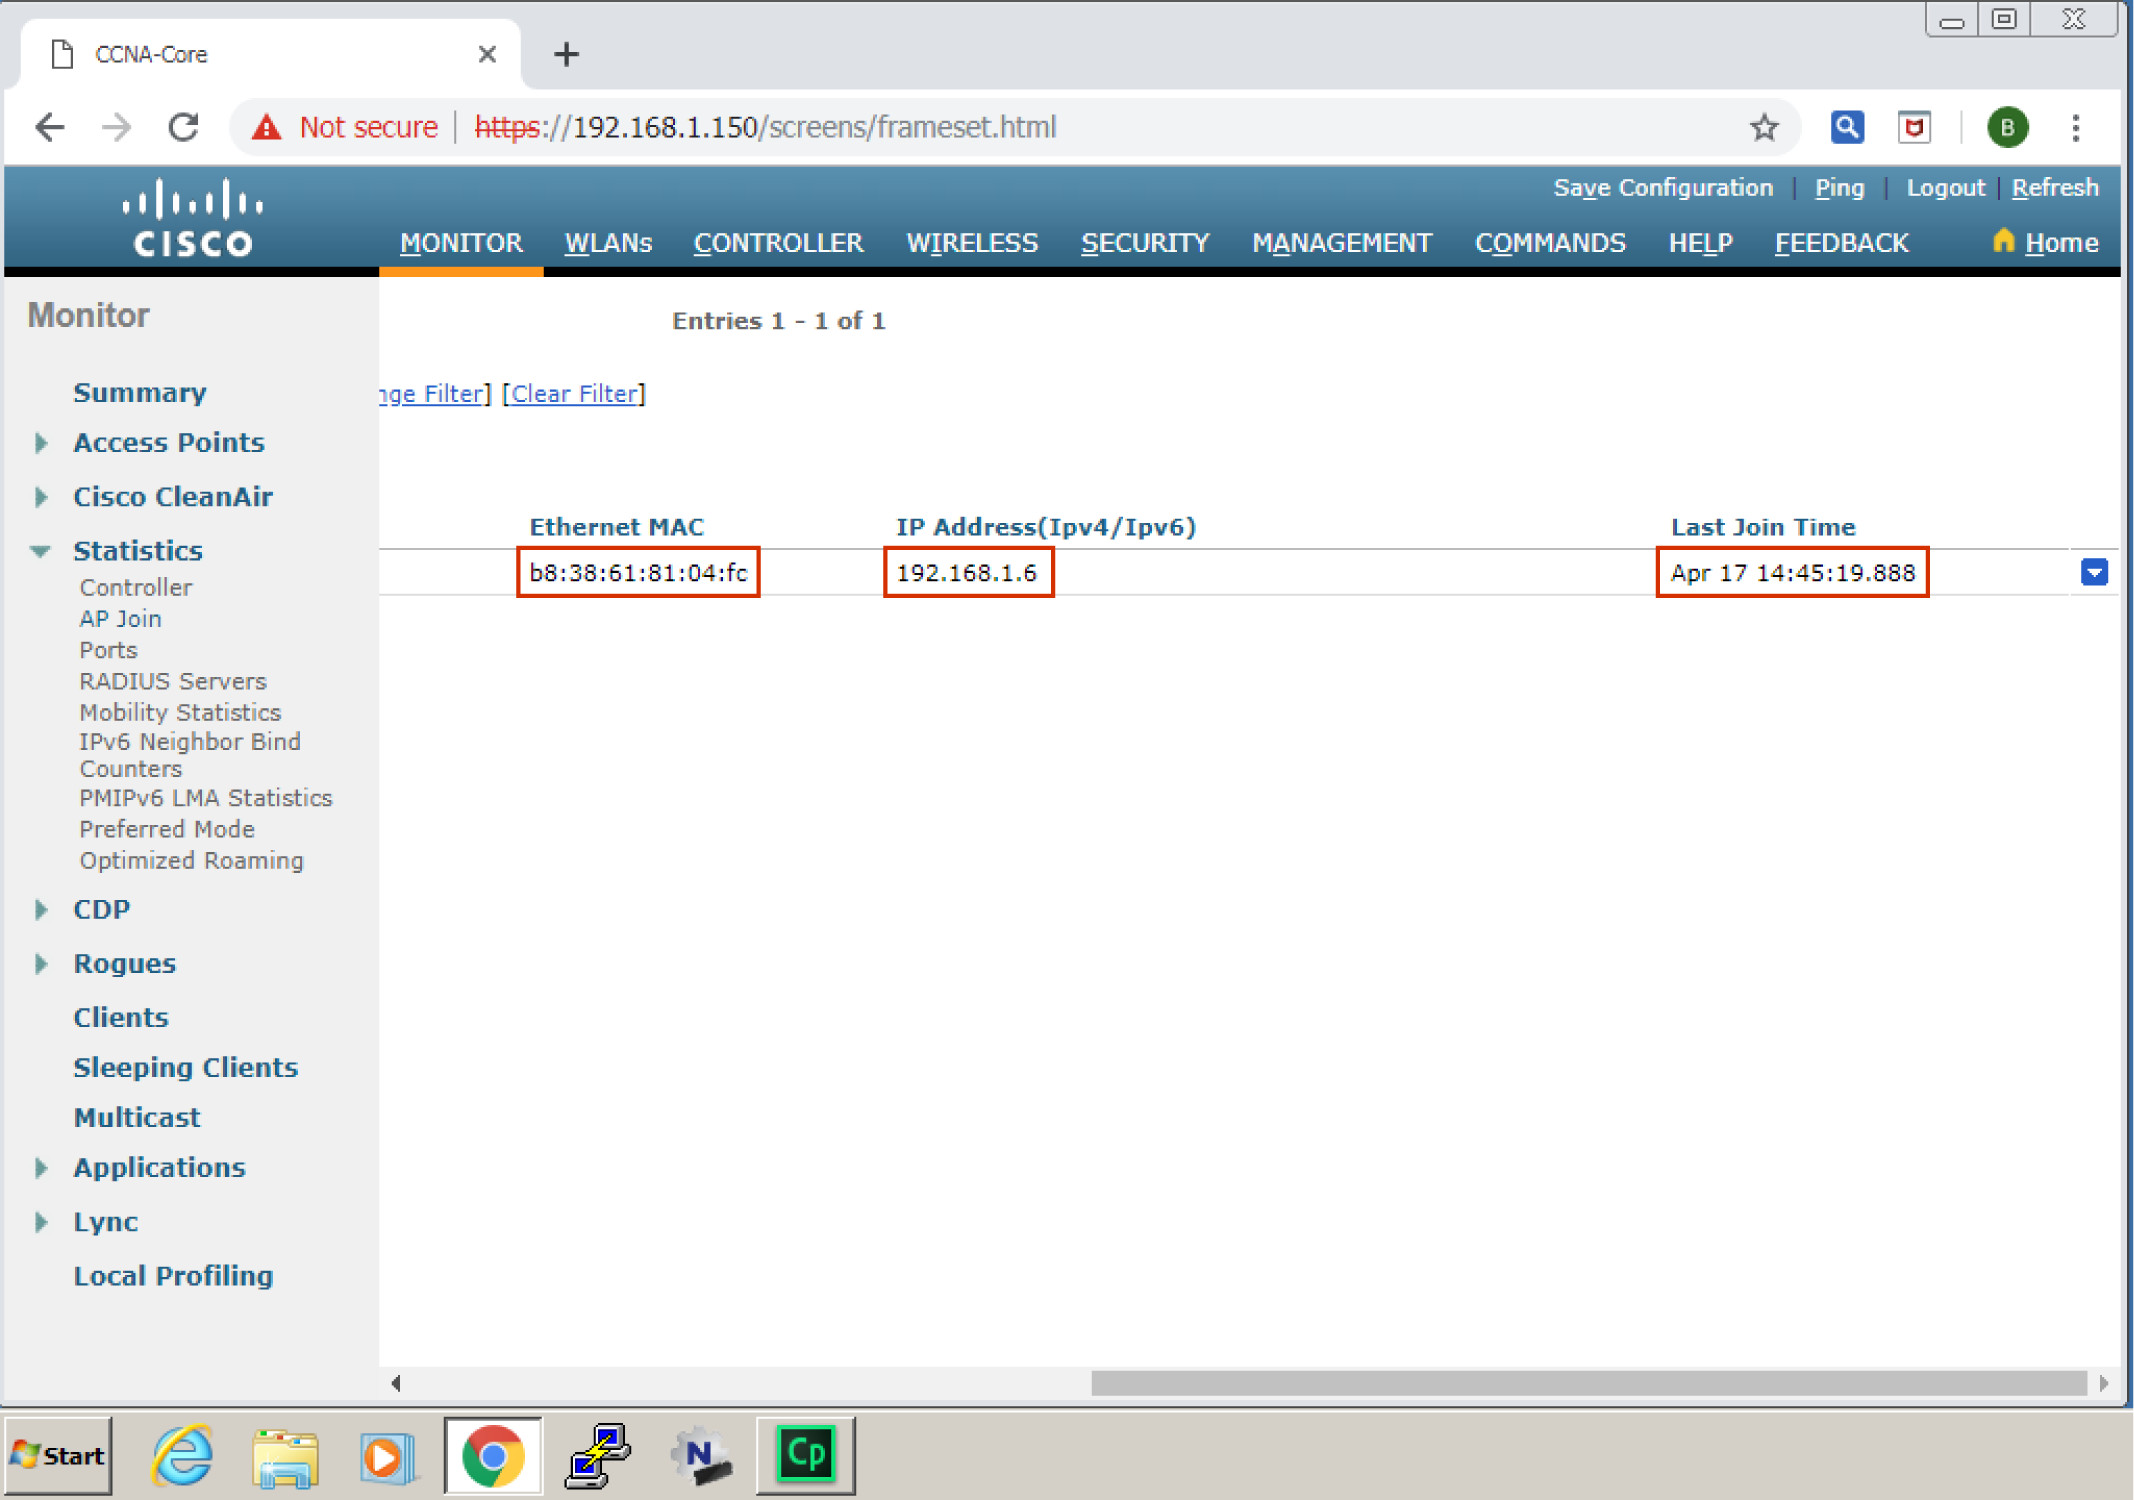 CCNA-Core
Not secure | https://192.168.1.150/screens/frameset.html
B
Save Configuration | Ping | Logout | Refresh
CISCO
MONITOR WLANs CONTROLLER WIRELESS SECURITY MANAGEMENT COMMANDS HELP FEEDBACK Home
Monitor
Summary
Access Points
Cisco CleanAir
Statistics
Controller
AP Join
Ports
RADIUS Servers
Mobility Statistics
IPv6 Neighbor Bind
Counters
PMIPv6 LMA Statistics
Preferred Mode
Optimized Roaming
CDP
Rogues
Clients
Sleeping Clients
Multicast
Applications
Lync
Local Profiling
Entries 1 - 1 of 1
nge Filter] [Clear Filter]
Ethernet MAC IP Address(Ipv4/Ipv6) Last Join Time
b8:38:61:81:04:fc 192.168.1.6 Apr 17 14:45:19.888
Start
N
Cp